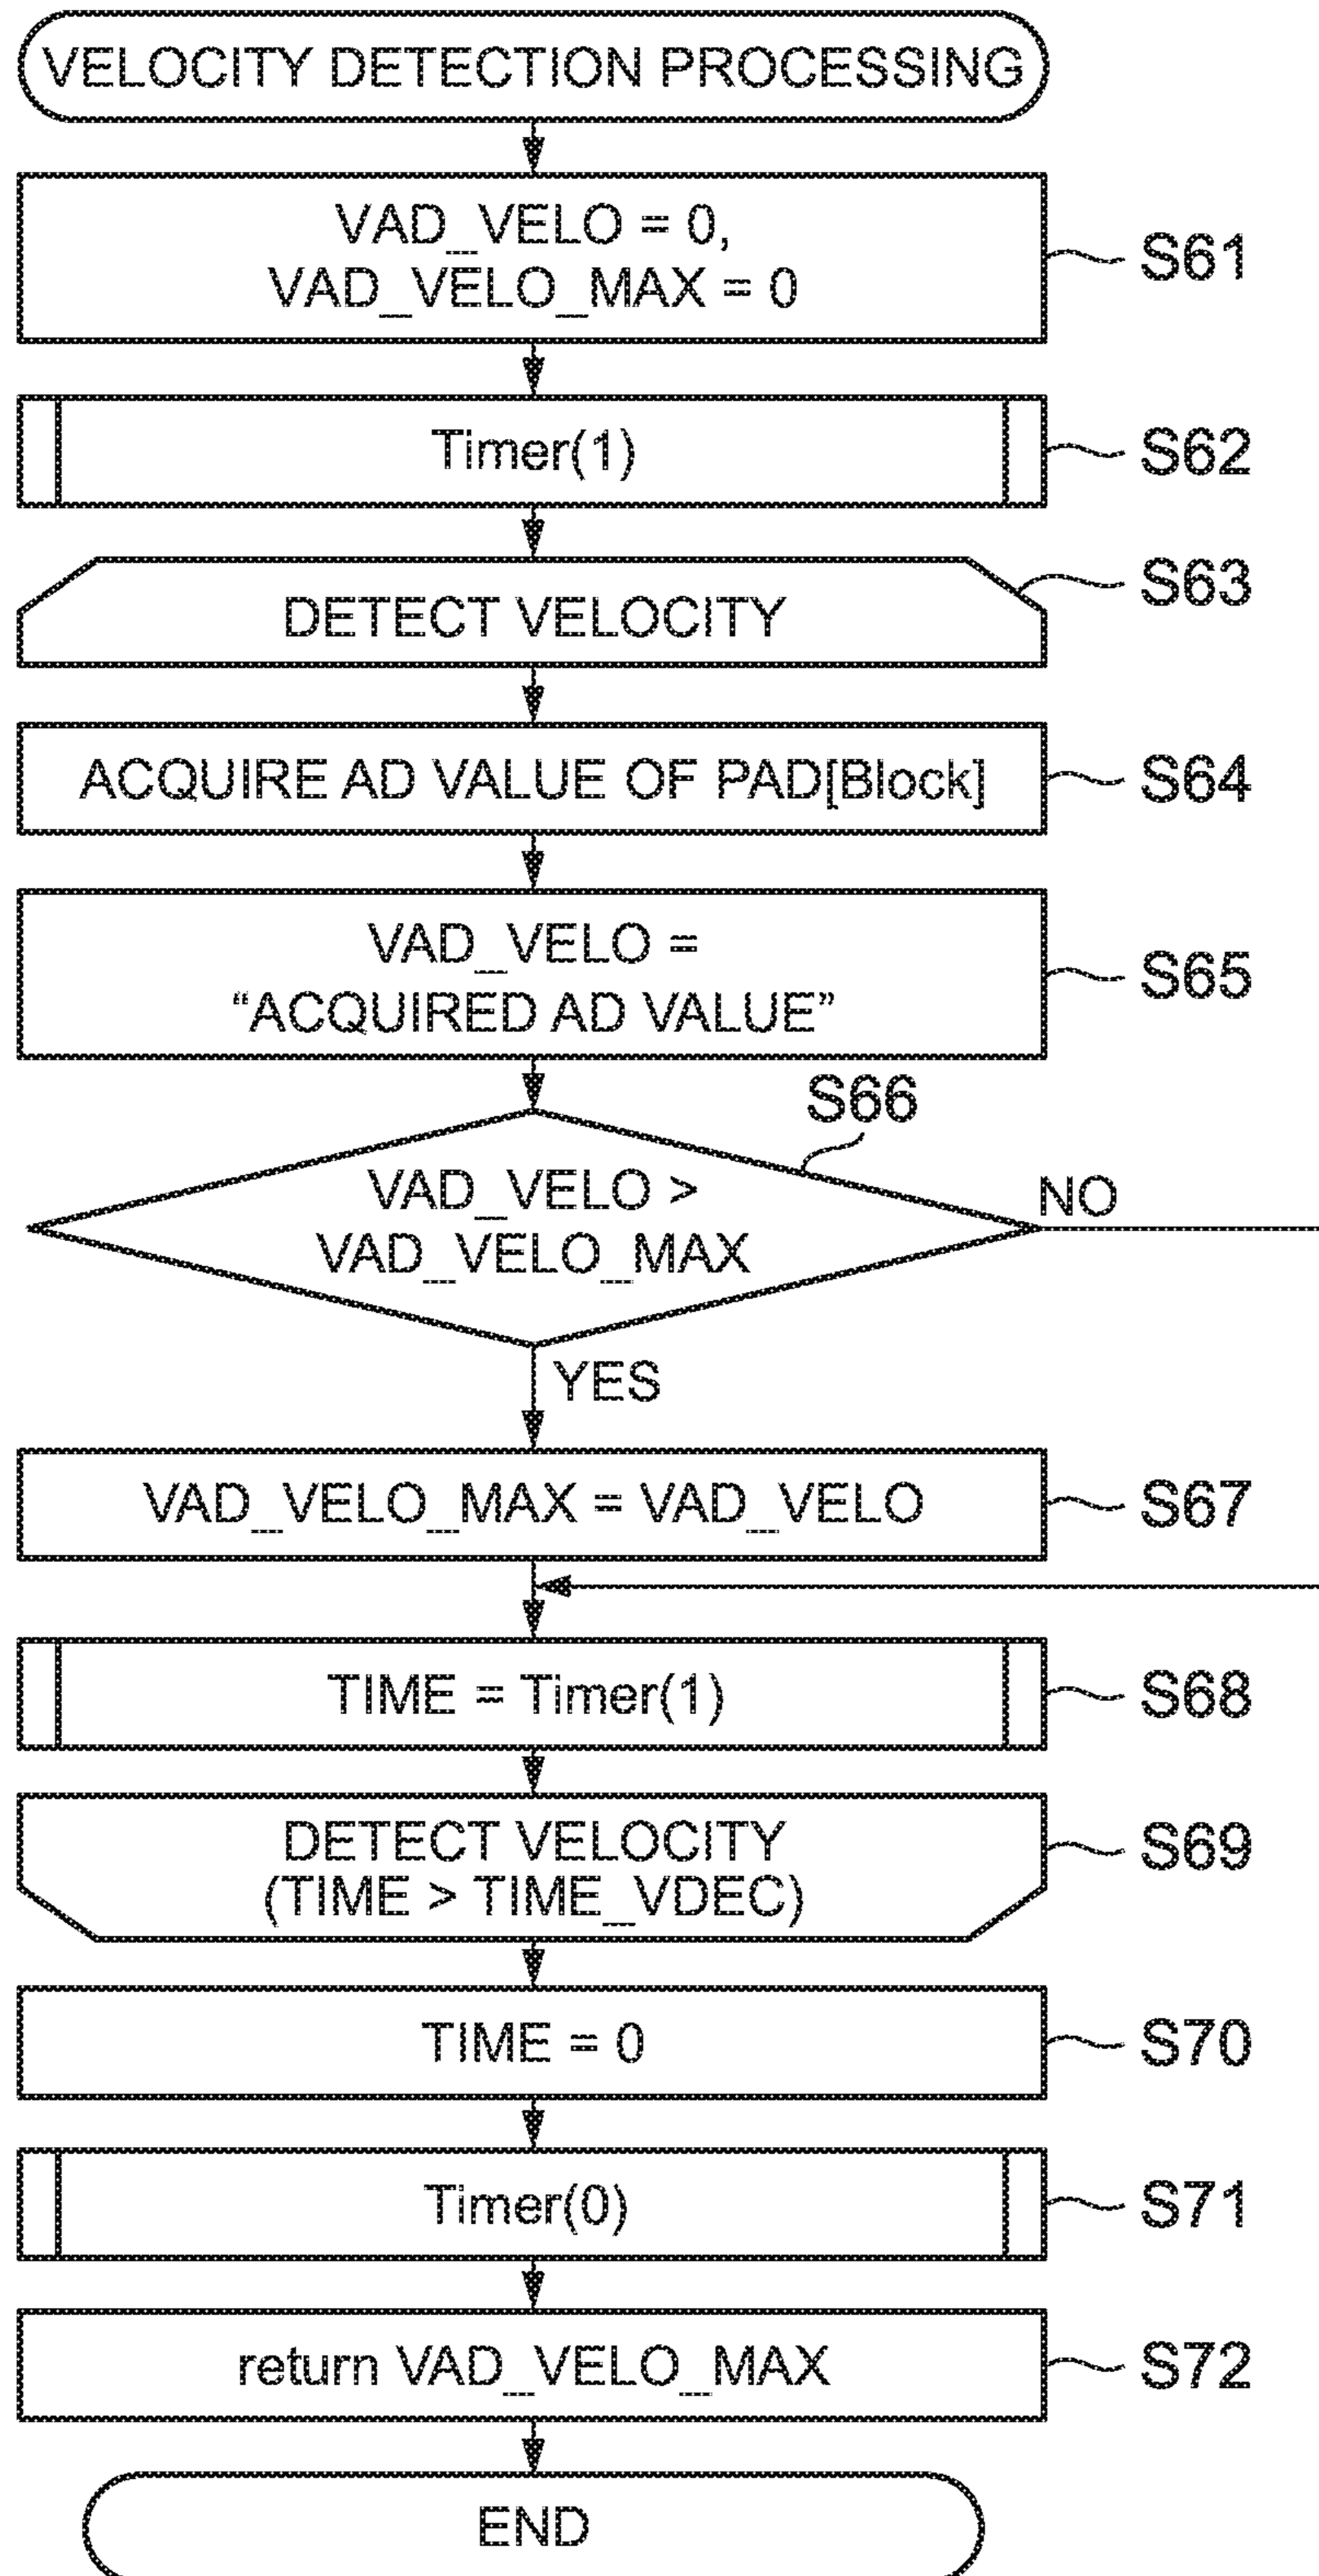 VELOCITY DETECTION PROCESSING
VAD_VELO = 0,
VAD_VELO_MAX = 0
S61
Timer(1)
S62
DETECT VELOCITY
S63
ACQUIRE AD VALUE OF PAD[Block]
S64
VAD_VELO =
“ACQUIRED AD VALUE”
S65
S66
VAD_VELO >
VAD_VELO_MAX
NO
YES
VAD_VELO_MAX = VAD_VELO
S67
TIME = Timer(1)
S68
DETECT VELOCITY
(TIME > TIME_VDEC)
S69
TIME = 0
S70
Timer(0)
S71
return VAD_VELO_MAX
S72
END